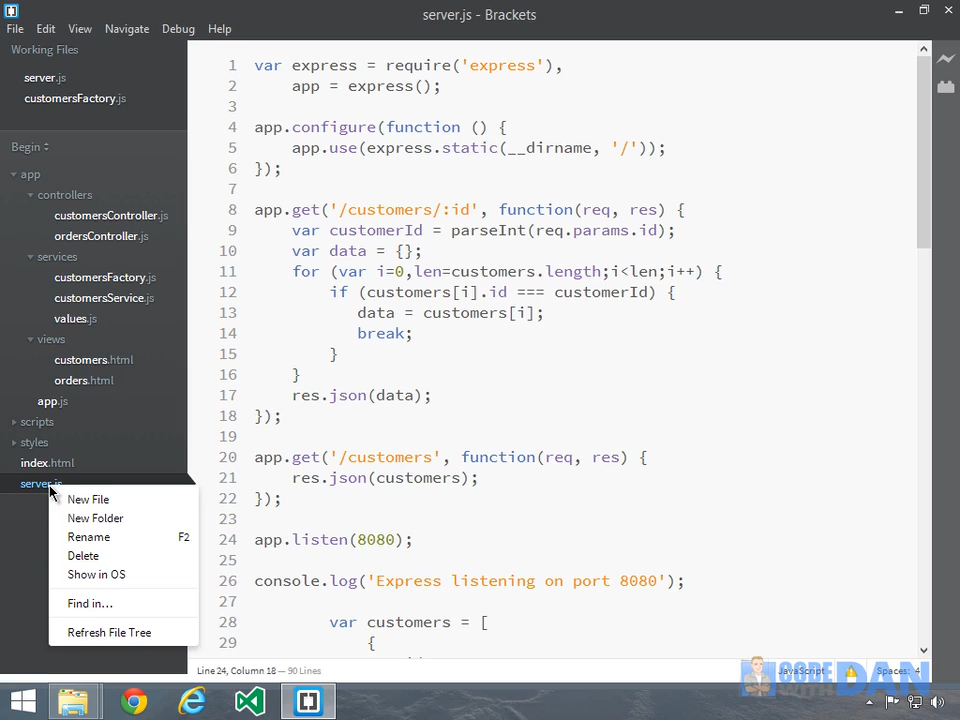 server.js - Brackets
File Edit View Navigate Debug Help
Working Files
server.js
customersFactory.js
Begin
app
controllers
customersController.js
ordersController.js
services
customersFactory.js
customersService.js
values.js
views
customers.html
orders.html
app.js
scripts
styles
index.html
server.js
New File
New Folder
Rename F2
Delete
Show in OS
Find in...
Refresh File Tree
1 var express = require('express'),
2 app = express();
3
4 app.configure(function () {
5 app.use(express.static(__dirname, '/'));
6 });
7
8 app.get('/customers/:id', function(req, res) {
9 var customerId = parseInt(req.params.id);
10 var data = {};
11 for (var i=0,len=customers.length;i<len;i++) {
12 if (customers[i].id === customerId) {
13 data = customers[i];
14 break;
15 }
16 }
17 res.json(data);
18 });
19
20 app.get('/customers', function(req, res) {
21 res.json(customers);
22 });
23
24 app.listen(8080);
25
26 console.log('Express listening on port 8080');
27
28 var customers = [
29 {
Line 24, Column 18 — 90 Lines
JavaScript
Spaces: 4
CODE
WITH
DAN